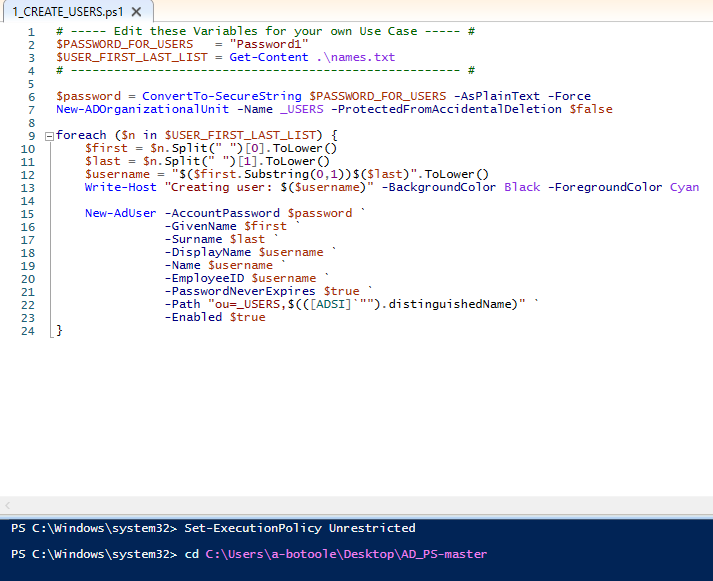 1_CREATE_USERS.ps1 X
1 # ----- Edit these Variables for your own Use Case ----- #
2 $PASSWORD_FOR_USERS   = "Password1"
3 $USER_FIRST_LAST_LIST = Get-Content .\names.txt
4 # ------------------------------------------------------ #
5
6 $password = ConvertTo-SecureString $PASSWORD_FOR_USERS -AsPlainText -Force
7 New-ADOrganizationalUnit -Name _USERS -ProtectedFromAccidentalDeletion $false
8
9 foreach ($n in $USER_FIRST_LAST_LIST) {
10     $first = $n.Split(" ")[0].ToLower()
11     $last = $n.Split(" ")[1].ToLower()
12     $username = "$($first.Substring(0,1))$($last)".ToLower()
13     Write-Host "Creating user: $($username)" -BackgroundColor Black -ForegroundColor Cyan
14
15     New-AdUser -AccountPassword $password `
16                -GivenName $first `
17                -Surname $last `
18                -DisplayName $username `
19                -Name $username `
20                -EmployeeID $username `
21                -PasswordNeverExpires $true `
22                -Path "ou=_USERS,$(([ADSI]`"").distinguishedName)" `
23                -Enabled $true
24 }
PS C:\Windows\system32> Set-ExecutionPolicy Unrestricted
PS C:\Windows\system32> cd C:\Users\a-botoole\Desktop\AD_PS-master